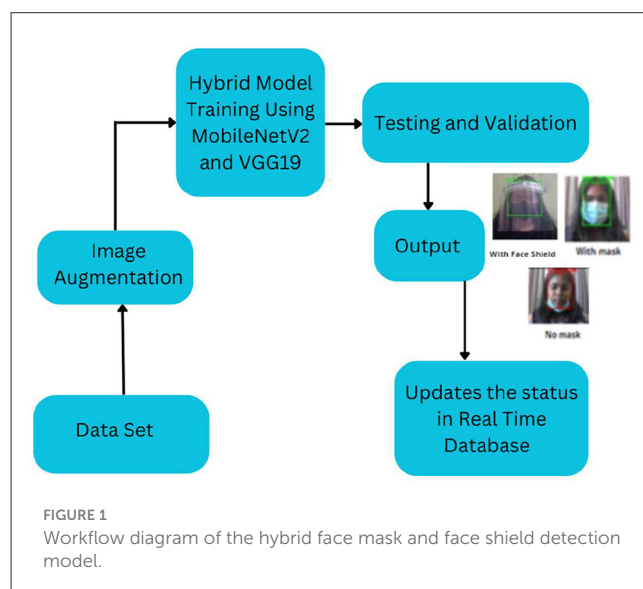 Hybrid Model
Training Using
MobileNetV2
and VGG19
Testing and Validation
Image
Augmentation
Output
With Face Shield
With mask
No mask
Data Set
Updates the status
in Real Time
Database
FIGURE 1
Workflow diagram of the hybrid face mask and face shield detection
model.